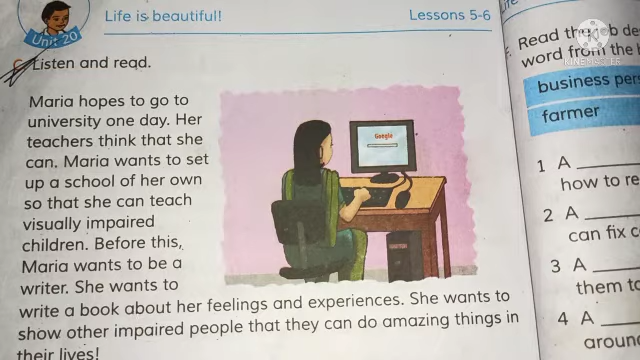 Life is beautiful!
Lessons 5-6
Unit 20
Listen and read.
Maria hopes to go to
university one day. Her
teachers think that she
can. Maria wants to set
up a school of her own
so that she can teach
visually impaired
children. Before this,
Maria wants to be a
writer. She wants to
write a book about her feelings and experiences. She wants to
show other impaired people that they can do amazing things in
their lives!
Google
Read the job
word from the
business
farmer
1 A
how to
2 A
can fix
3 A
them
4 A
KINEMASTER